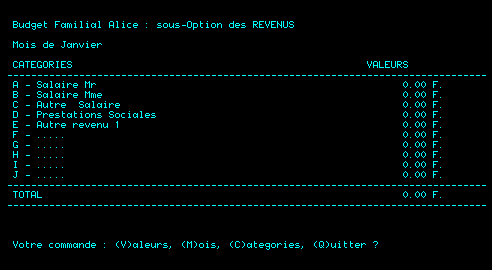 Budget Familial Alice : sous-Option des REVENUS
Mois de Janvier
CATEGORIES VALEURS
A - Salaire Mr 0.00 F.
B - Salaire Mme 0.00 F.
C - Autre  Salaire 0.00 F.
D - Prestations Sociales 0.00 F.
E - Autre revenu 1 0.00 F.
F - ..... 0.00 F.
G - ..... 0.00 F.
H - ..... 0.00 F.
I - ..... 0.00 F.
J - ..... 0.00 F.
TOTAL 0.00 F.
Votre commande : (V)aleurs, (M)ois, (C)ategories, (Q)uitter ?